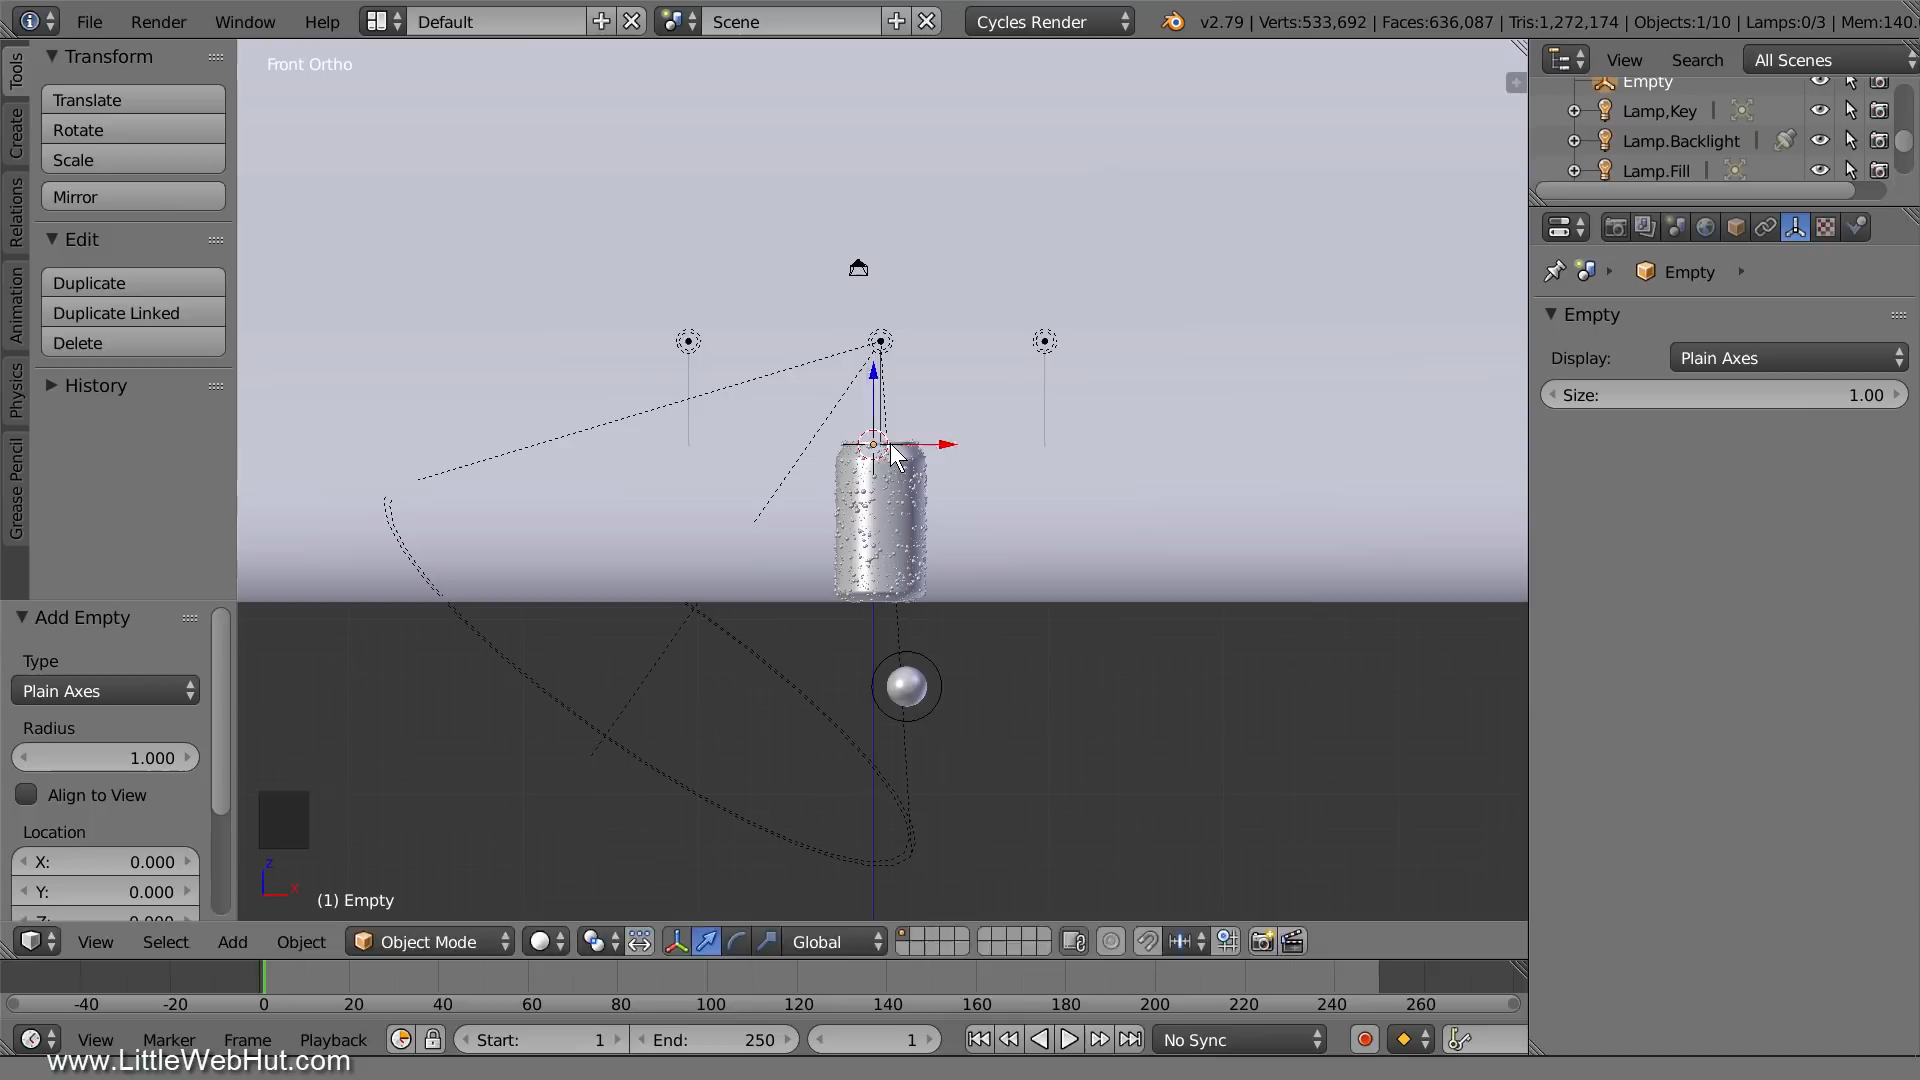 File Render Window Help Default Scene Cycles Render v2.79 | Verts:533,692 | Faces:636,087 | Tris:1,272,174 | Objects:1/10 | Lamps:0/3 | Mem:140.
Tools
Create
Relations
Animation
Physics
Grease Pencil
Transform
Translate
Rotate
Scale
Mirror
Edit
Duplicate
Duplicate Linked
Delete
History
Add Empty
Type
Plain Axes
Radius
1.000
Align to View
Location
X: 0.000
Y: 0.000
Z: 0.000
Front Ortho
z
x
(1) Empty
View Select Add Object Object Mode Global
View Search All Scenes
Empty
Lamp,Key
Lamp.Backlight
Lamp.Fill
Empty
Empty
Display: Plain Axes
Size: 1.00
-40 -20 0 20 40 60 80 100 120 140 160 180 200 220 240 260
View Marker Frame Playback Start: 1 End: 250 1 No Sync
www.LittleWebHut.com